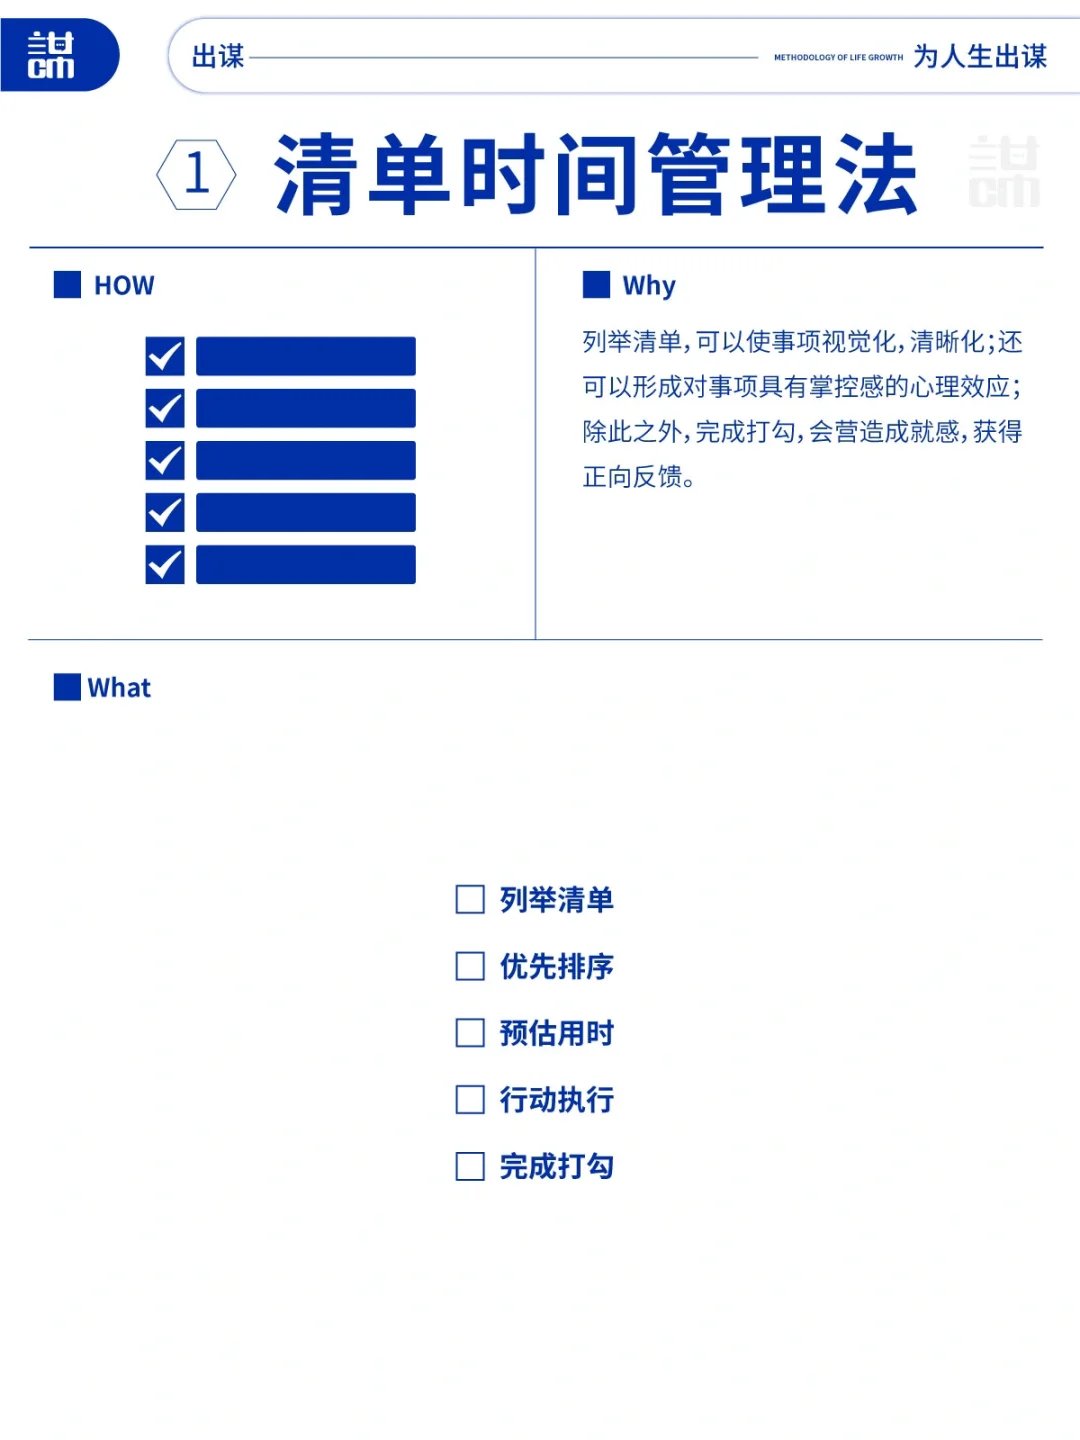 謀
cm
出谋
METHODOLOGY OF LIFE GROWTH 为人生出谋
1 清单时间管理法
謀
cm
HOW
Why
列举清单，可以使事项视觉化，清晰化；还
可以形成对事项具有掌控感的心理效应；
除此之外，完成打勾，会营造成就感，获得
正向反馈。
What
列举清单
优先排序
预估用时
行动执行
完成打勾